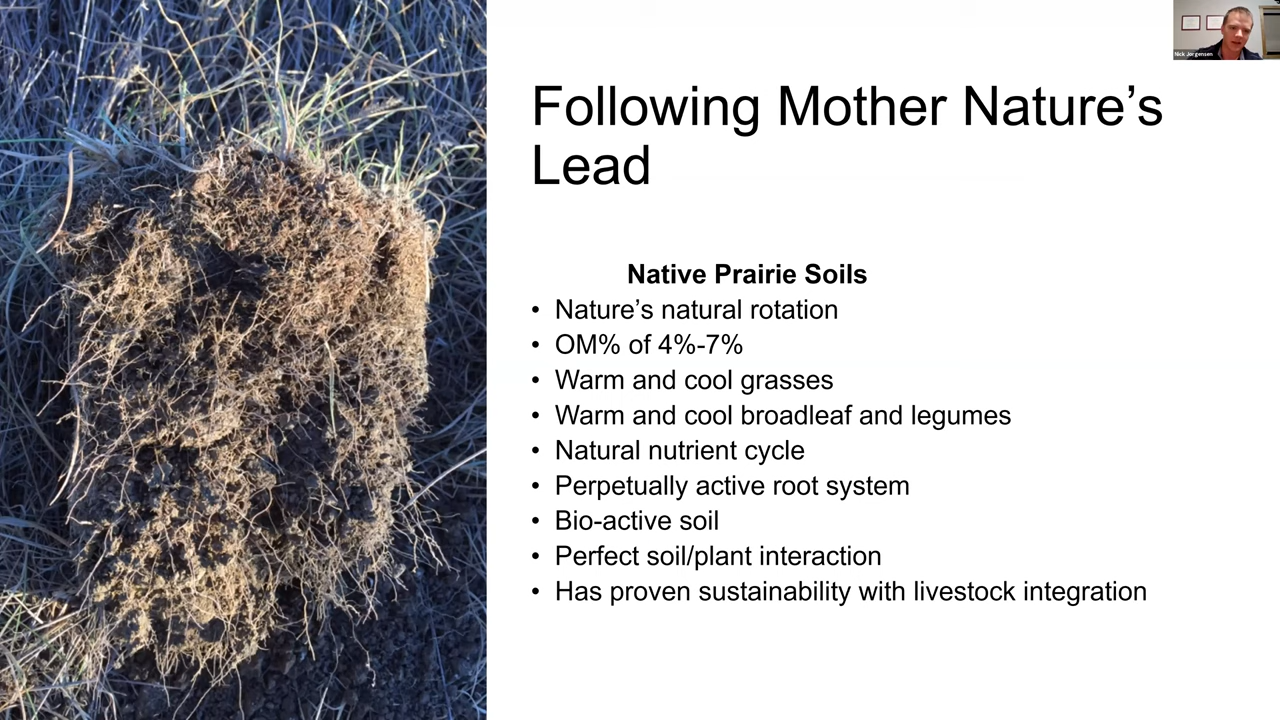 Nick Jorgensen
Following Mother Nature's
Lead
Native Prairie Soils
• Nature's natural rotation
• OM% of 4%-7%
• Warm and cool grasses
• Warm and cool broadleaf and legumes
• Natural nutrient cycle
• Perpetually active root system
• Bio-active soil
• Perfect soil/plant interaction
• Has proven sustainability with livestock integration